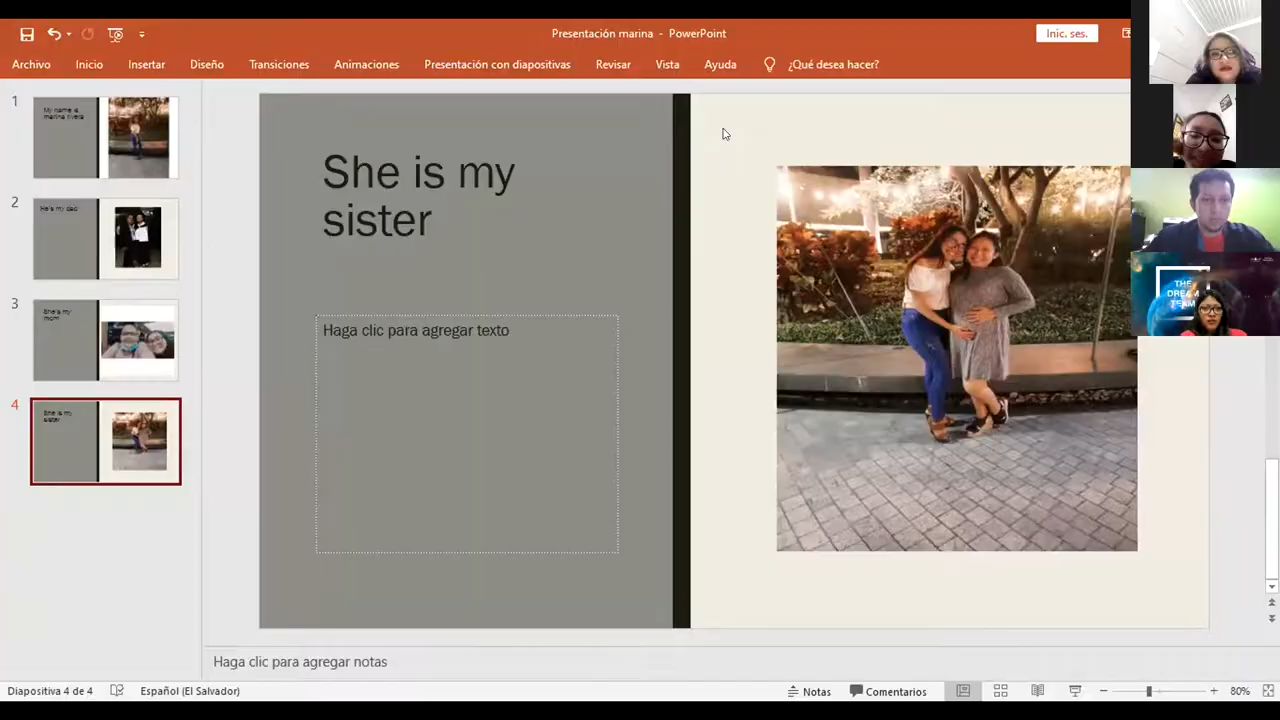 Presentación marina - PowerPoint
Inic. ses.
Archivo Inicio Insertar Diseño Transiciones Animaciones Presentación con diapositivas Revisar Vista Ayuda ¿Qué desea hacer?
1
My name is
marina rivera
2
He's my dad
3
She's my
mom
4
She is my
sister
She is my
sister
Haga clic para agregar texto
THE
DREAM
TEAM
Haga clic para agregar notas
Diapositiva 4 de 4 Español (El Salvador) Notas Comentarios 80%